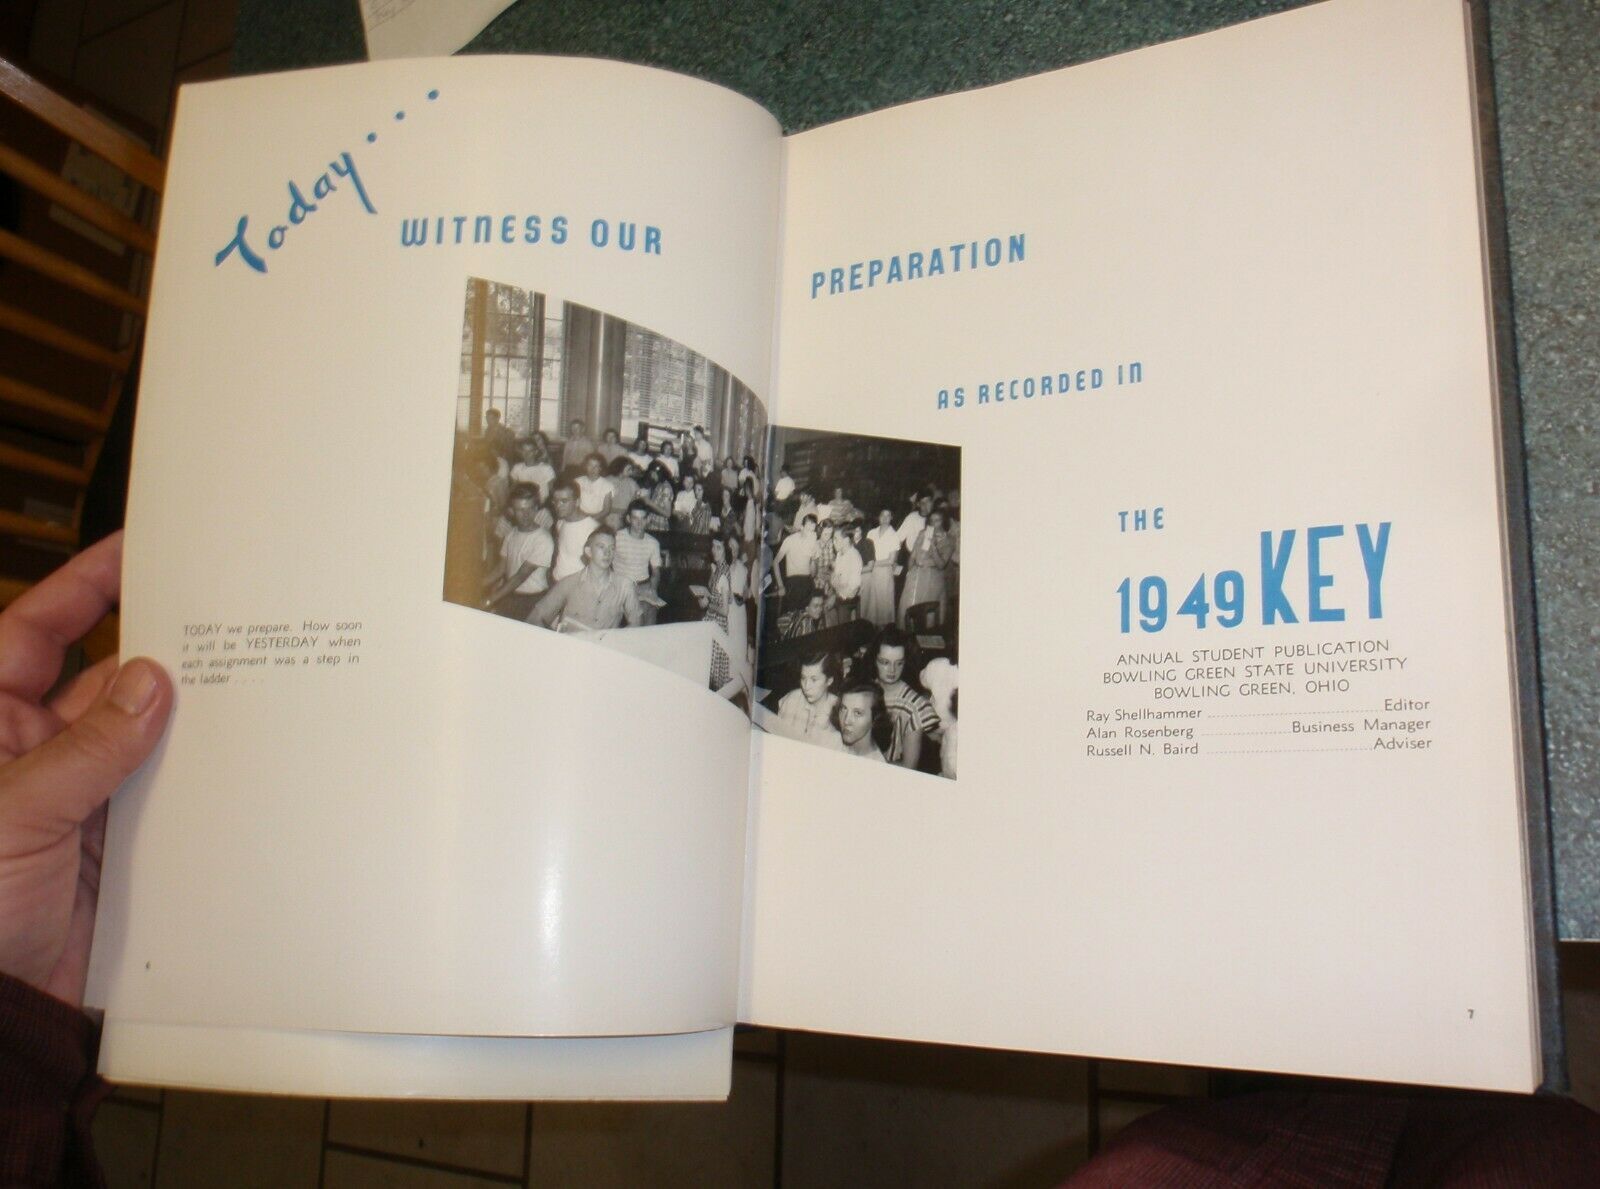 Today...
WITNESS OUR
TODAY we prepare. How soon
it will be YESTERDAY when
each assignment was a step in
the ladder . . . .
6
PREPARATION
AS RECORDED IN
THE
1949 KEY
ANNUAL STUDENT PUBLICATION
BOWLING GREEN STATE UNIVERSITY
BOWLING GREEN, OHIO
Ray Shellhammer Editor
Alan Rosenberg Business Manager
Russell N. Baird Adviser
7